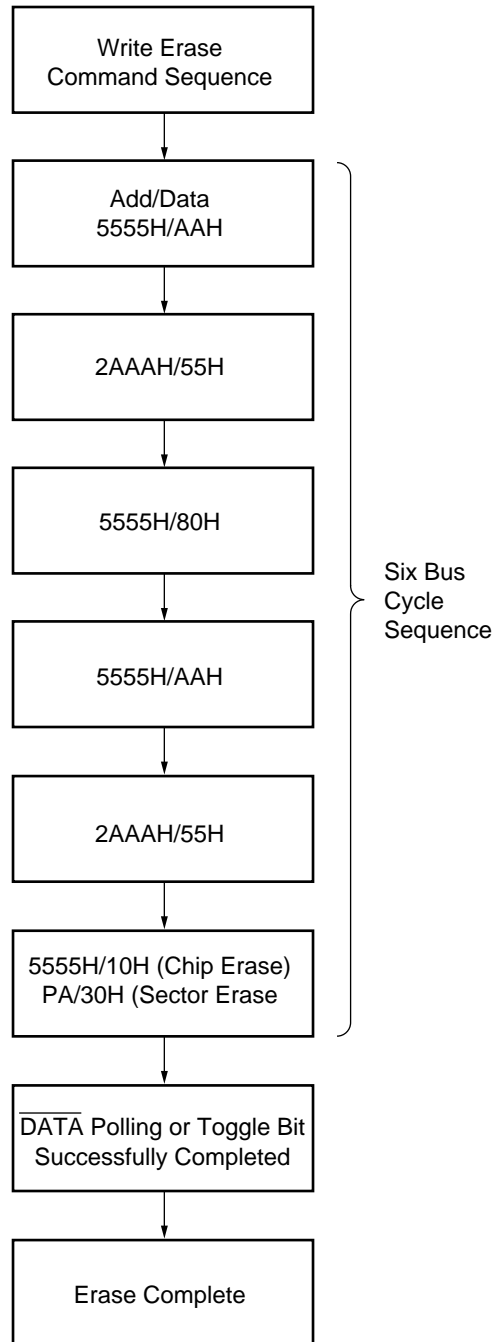 Write Erase
Command Sequence
Add/Data
5555H/AAH
2AAAH/55H
5555H/80H
5555H/AAH
2AAAH/55H
5555H/10H (Chip Erase)
PA/30H (Sector Erase
Six Bus
Cycle
Sequence
DATA Polling or Toggle Bit
Successfully Completed
Erase Complete